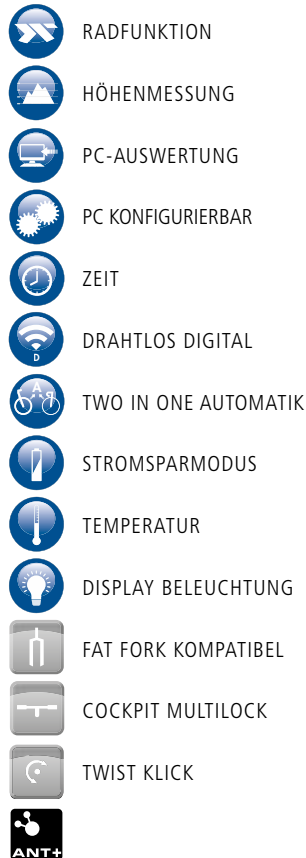 RADFUNKTION
HÖHENMESSUNG
PC-AUSWERTUNG
PC KONFIGURIERBAR
ZEIT
D
DRAHTLOS DIGITAL
A
TWO IN ONE AUTOMATIK
STROMSPARMODUS
TEMPERATUR
DISPLAY BELEUCHTUNG
FAT FORK KOMPATIBEL
COCKPIT MULTILOCK
TWIST KLICK
ANT+